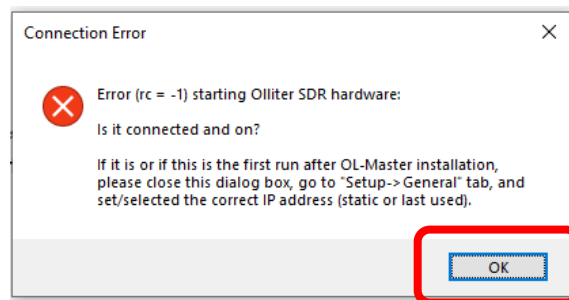 Connection Error
Error (rc = -1) starting Olliter SDR hardware:
Is it connected and on?
If it is or if this is the first run after OL-Master installation,
please close this dialog box, go to "Setup->General" tab, and
set/selected the correct IP address (static or last used).
OK